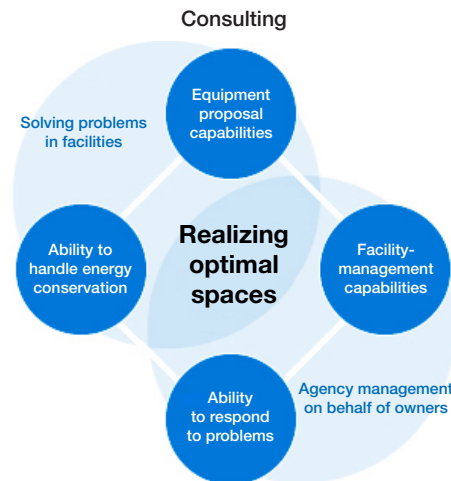 Consulting
Equipment
proposal
capabilities
Solving problems
in facilities
Ability to
handle energy
conservation
Realizing
optimal
spaces
Facility-
management
capabilities
Ability
to respond
to problems
Agency management
on behalf of owners